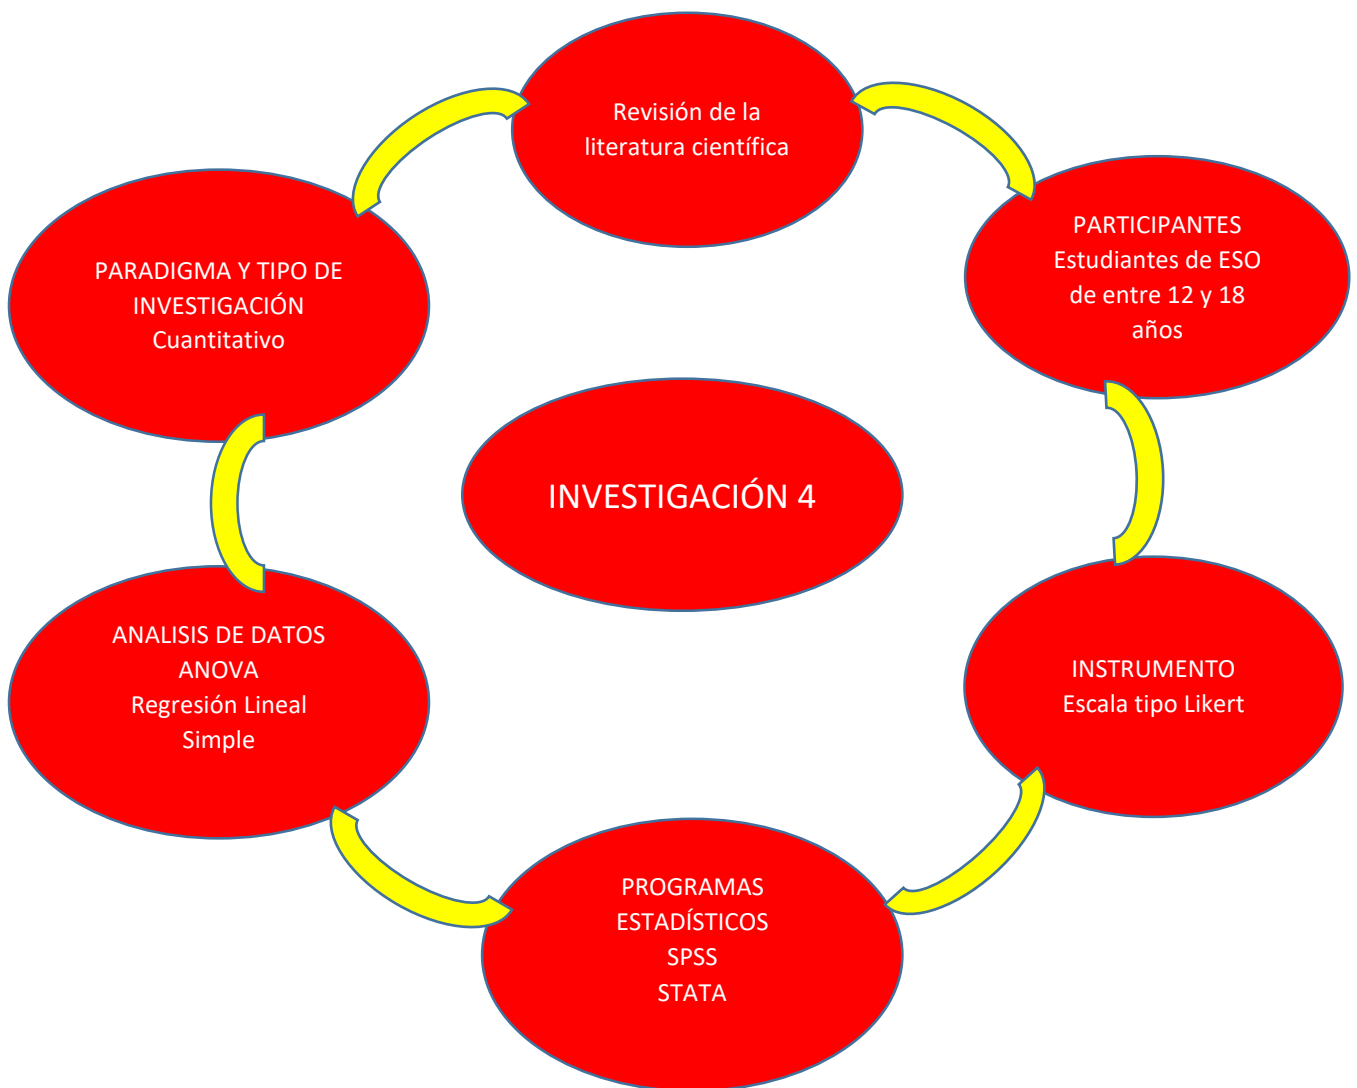 Revisión de la
literatura científica
PARTICIPANTES
Estudiantes de ESO
de entre 12 y 18
años
PARADIGMA Y TIPO DE
INVESTIGACIÓN
Cuantitativo
INVESTIGACIÓN 4
ANALISIS DE DATOS
ANOVA
Regresión Lineal
Simple
INSTRUMENTO
Escala tipo Likert
PROGRAMAS
ESTADÍSTICOS
SPSS
STATA